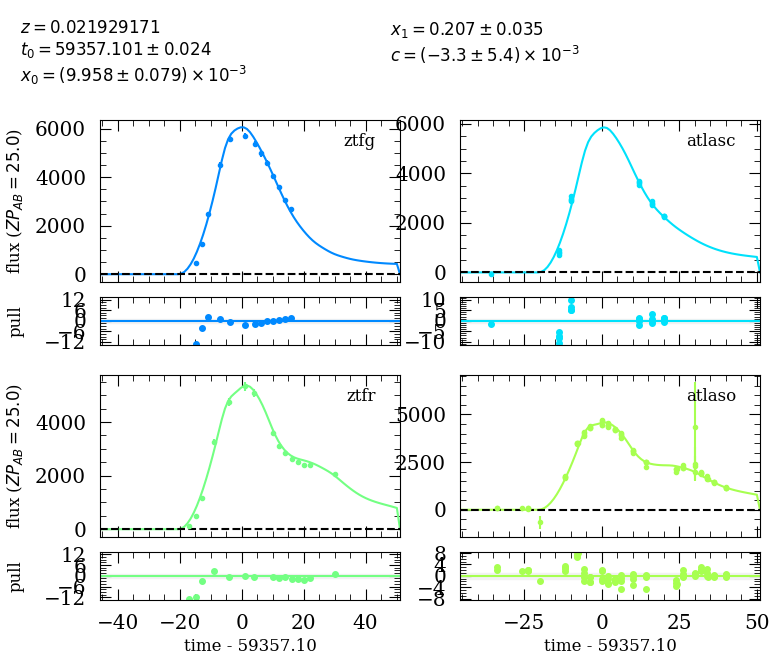 z = 0.021929171
t₀ = 59357.101 ± 0.024
x₀ = (9.958 ± 0.079) × 10⁻³
x₁ = 0.207 ± 0.035
c = (−3.3 ± 5.4) × 10⁻³
flux (ZP_AB = 25.0)
6000
4000
2000
0
ztfg
6000
4000
2000
0
atlasc
pull
12
6
0
−6
−12
10
5
0
−5
−10
flux (ZP_AB = 25.0)
4000
2000
0
ztfr
5000
2500
0
atlaso
pull
12
6
0
−6
−12
8
4
0
−4
−8
−40 −20 0 20 40
time - 59357.10
−25 0 25 50
time - 59357.10